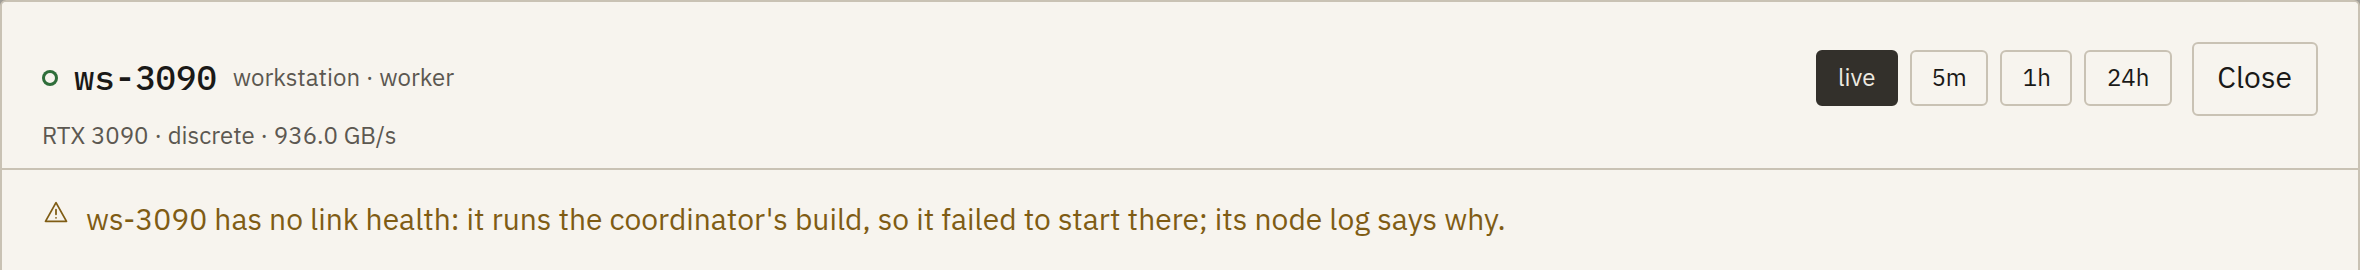 ws-3090 workstation · worker live 5m 1h 24h Close
RTX 3090 · discrete · 936.0 GB/s
ws-3090 has no link health: it runs the coordinator's build, so it failed to start there; its node log says why.